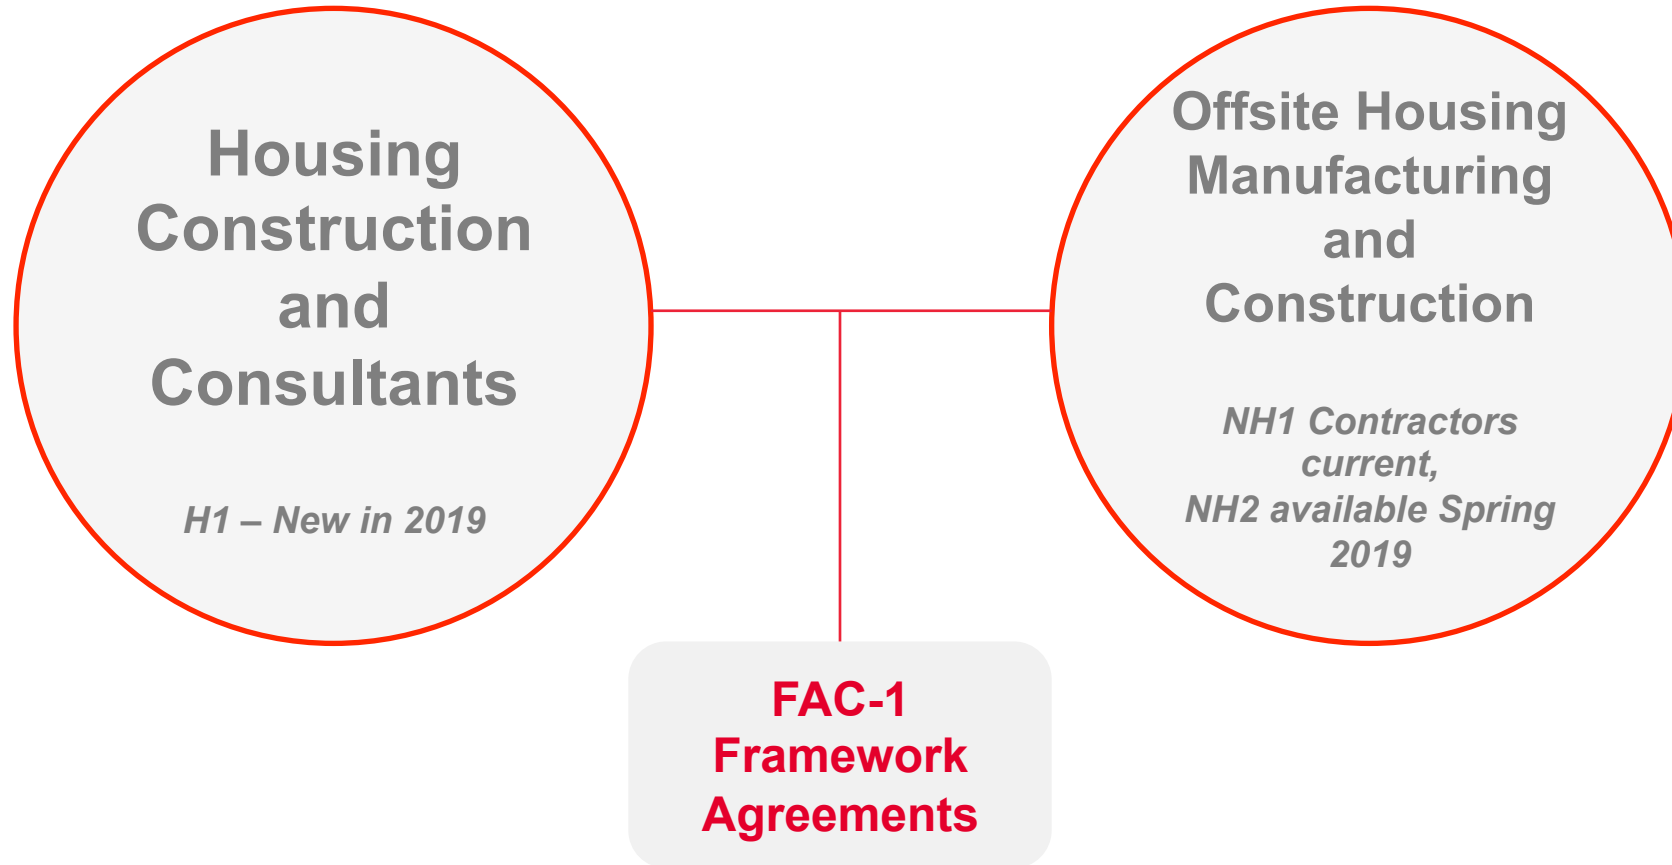 Housing
Construction
and
Consultants
H1 – New in 2019
Offsite Housing
Manufacturing
and
Construction
NH1 Contractors
current,
NH2 available Spring
2019
FAC-1
Framework
Agreements